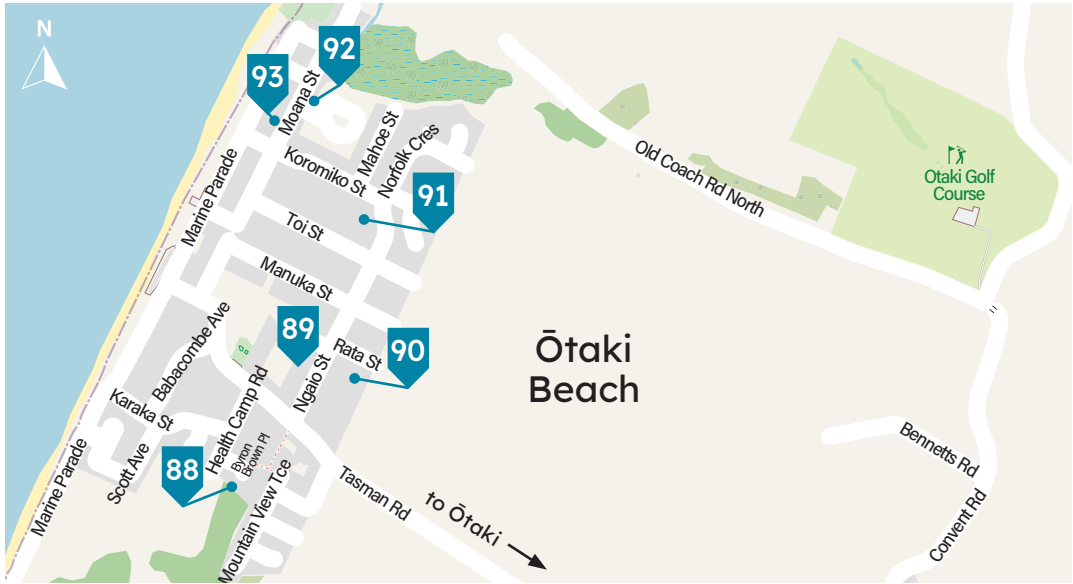 N
92
93
Moana St
Mahoe St
Norfolk Cres
Koromiko St
91
Old Coach Rd North
Otaki Golf
Course
Marine Parade
Toi St
Manuka St
89
Rata St
90
Ōtaki
Beach
Babacombe Ave
Ngaio St
Health Camp Rd
Karaka St
Byron
Brown Pl
Scott Ave
88
Marine Parade
Mountain View Tce
Tasman Rd
to Ōtaki
Bennetts Rd
Convent Rd